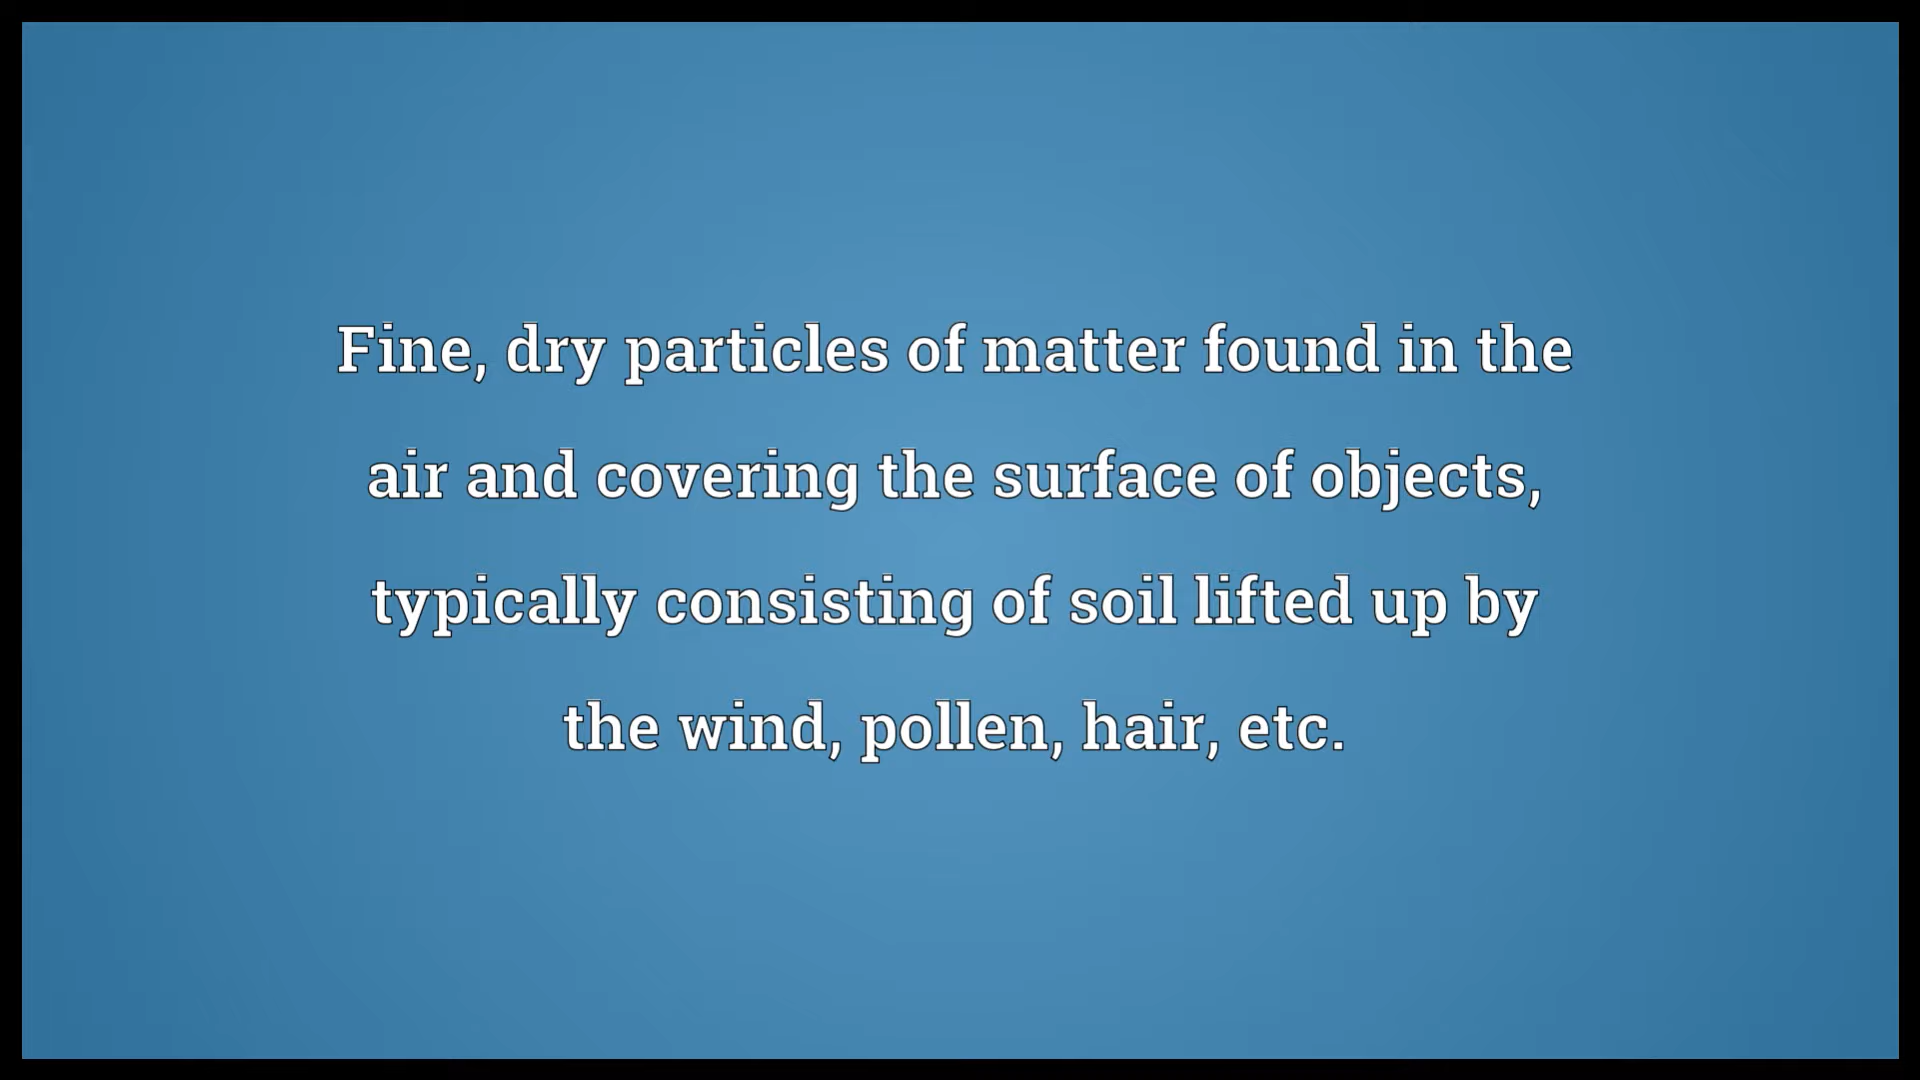 Fine, dry particles of matter found in the
air and covering the surface of objects,
typically consisting of soil lifted up by
the wind, pollen, hair, etc.